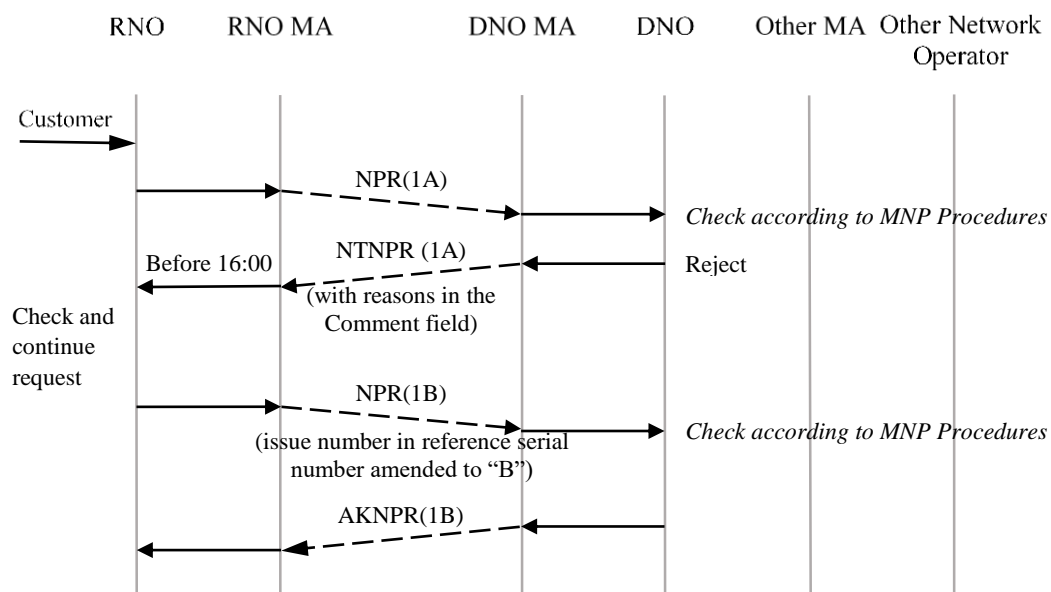 RNO RNO MA DNO MA DNO Other MA Other Network
Operator
Customer
NPR(1A)
Check according to MNP Procedures
NTNPR (1A)
Before 16:00
Reject
(with reasons in the
Comment field)
Check and
continue
request
NPR(1B)
Check according to MNP Procedures
(issue number in reference serial
number amended to “B”)
AKNPR(1B)